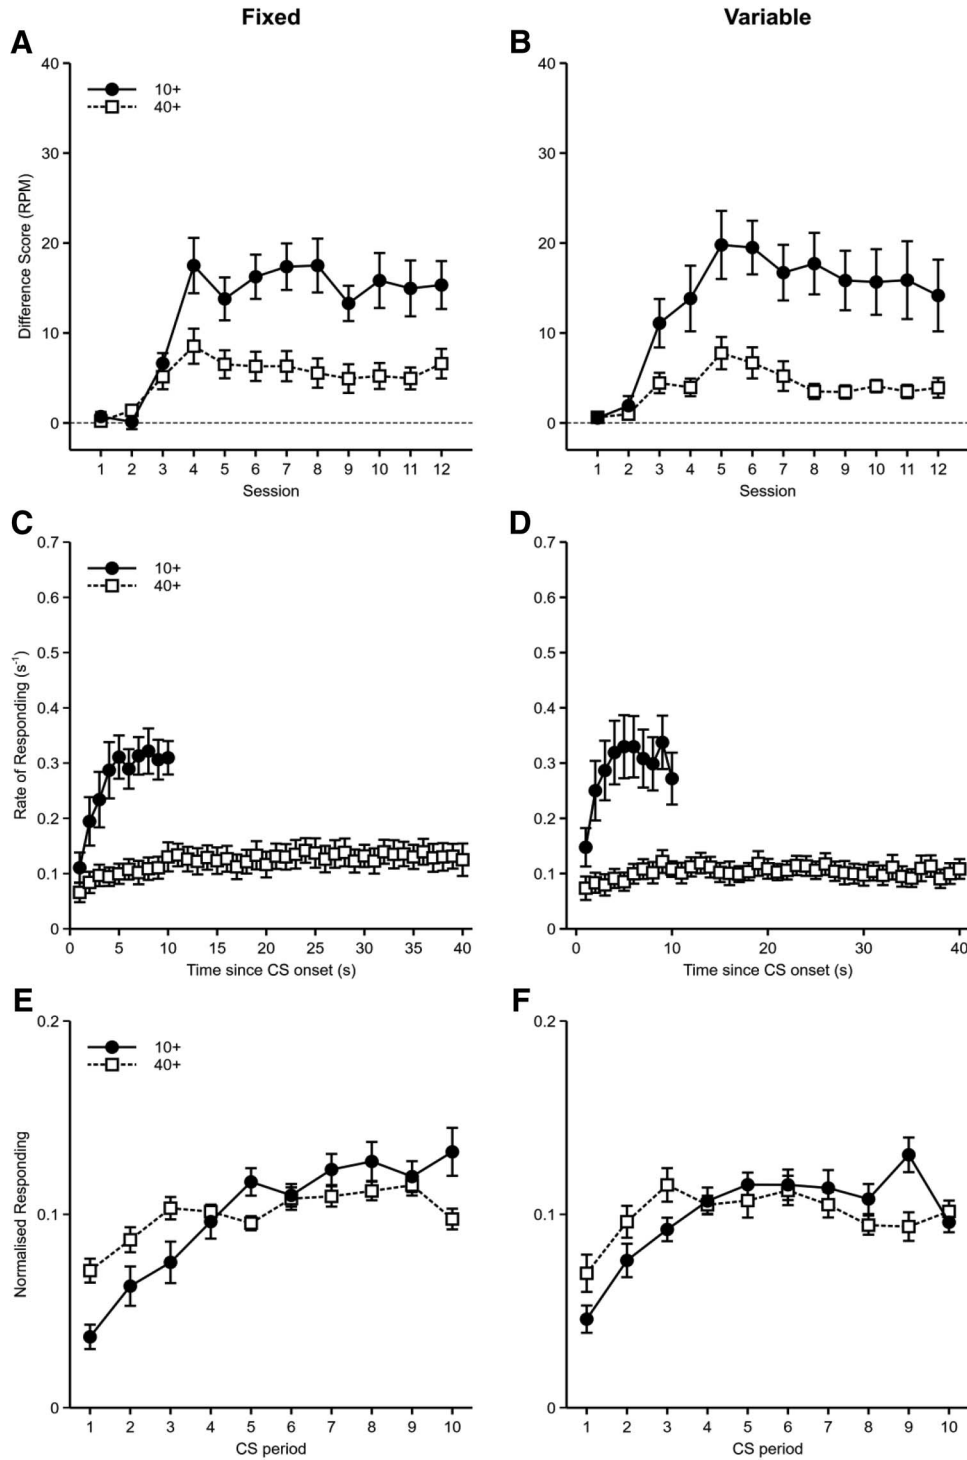 Fixed
Variable
A
B
40
30
20
10
0
Difference Score (RPM)
10+
40+
1 2 3 4 5 6 7 8 9 10 11 12
Session
40
30
20
10
0
1 2 3 4 5 6 7 8 9 10 11 12
Session
C
D
0.7
0.6
0.5
0.4
0.3
0.2
0.1
0
Rate of Responding (s⁻¹)
10+
40+
0 5 10 15 20 25 30 35 40
Time since CS onset (s)
0.7
0.6
0.5
0.4
0.3
0.2
0.1
0
0 10 20 30 40
Time since CS onset (s)
E
F
0.2
0.1
0
Normalised Responding
10+
40+
1 2 3 4 5 6 7 8 9 10
CS period
0.2
0.1
0
1 2 3 4 5 6 7 8 9 10
CS period